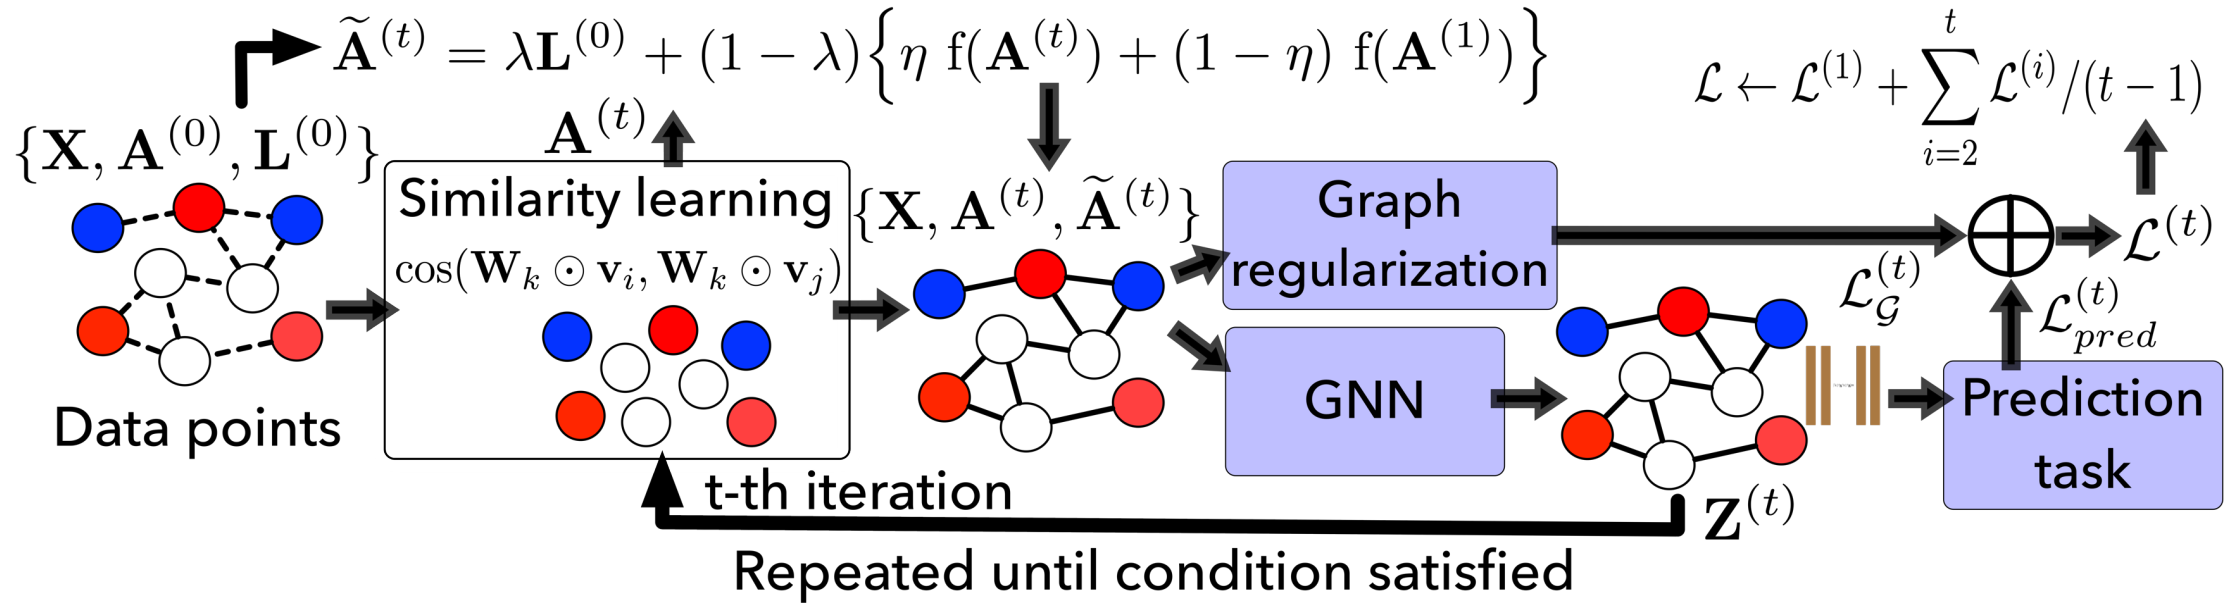 Ã^(t) = λL^(0) + (1 − λ){η f(A^(t)) + (1 − η) f(A^(1))}
ℒ ← ℒ^(1) + ∑_{i=2}^{t} ℒ^(i)/(t − 1)
{X, A^(0), L^(0)}
A^(t)
Similarity learning
cos(W_k ⊙ v_i, W_k ⊙ v_j)
{X, A^(t), Ã^(t)}
Graph
regularization
ℒ_𝒢^(t)
ℒ^(t)
ℒ_pred^(t)
GNN
Prediction
task
Data points
t-th iteration
Z^(t)
Repeated until condition satisfied